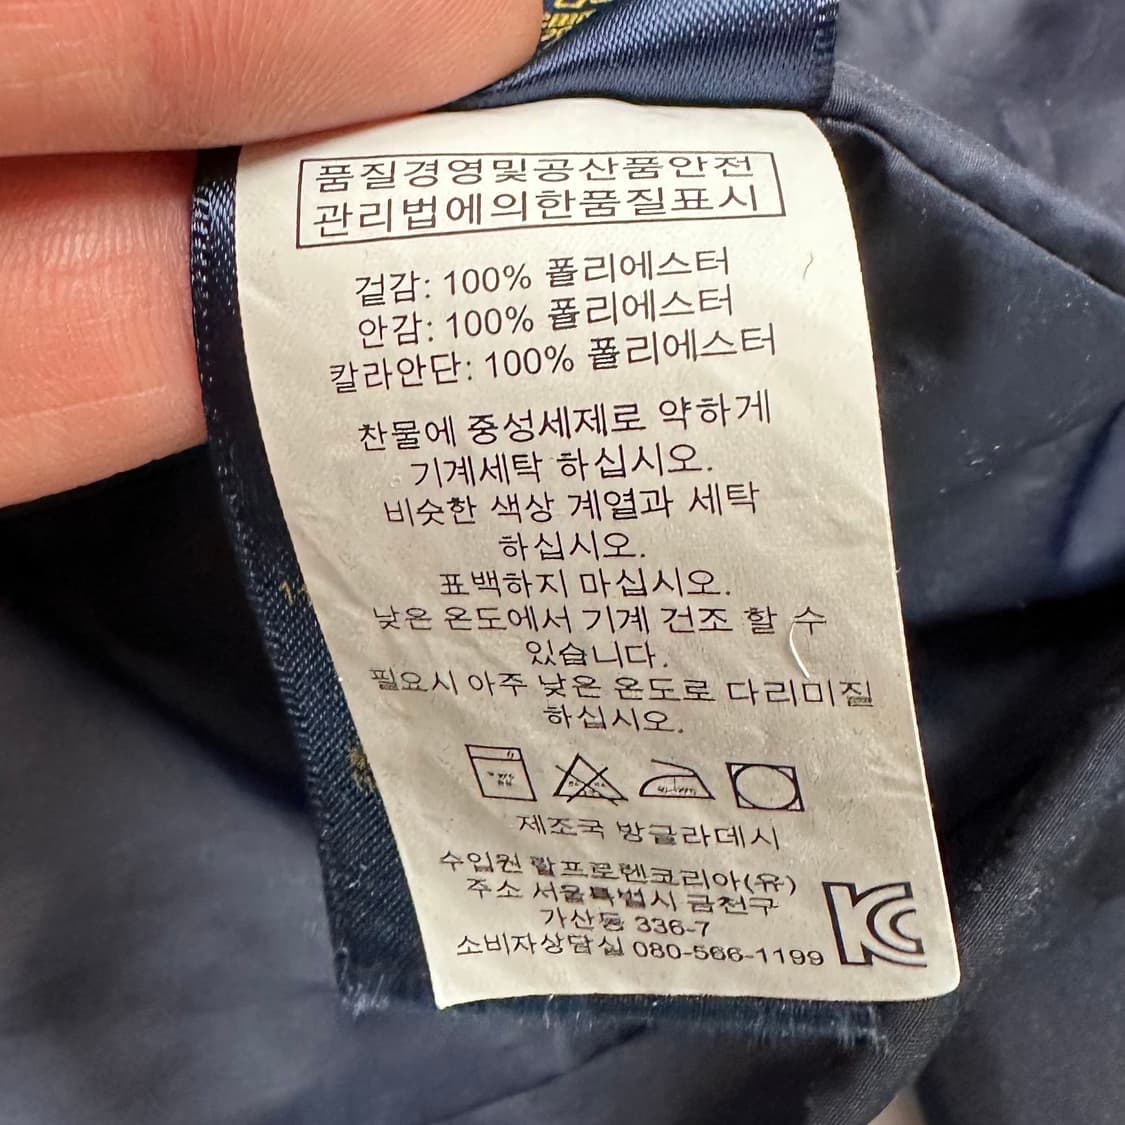 품질경영및공산품안전
관리법에의한품질표시
겉감: 100% 폴리에스터
안감: 100% 폴리에스터
칼라안단: 100% 폴리에스터
찬물에 중성세제로 약하게
기계세탁 하십시오.
비슷한 색상 계열과 세탁
하십시오.
표백하지 마십시오.
낮은 온도에서 기계 건조 할 수
있습니다.
필요시 아주 낮은 온도로 다리미질
하십시오.
제조국 방글라데시
수입원 랄프로렌코리아(유)
주소 서울특별시 금천구
가산동 336-7
소비자상담실 080-566-1199
KC